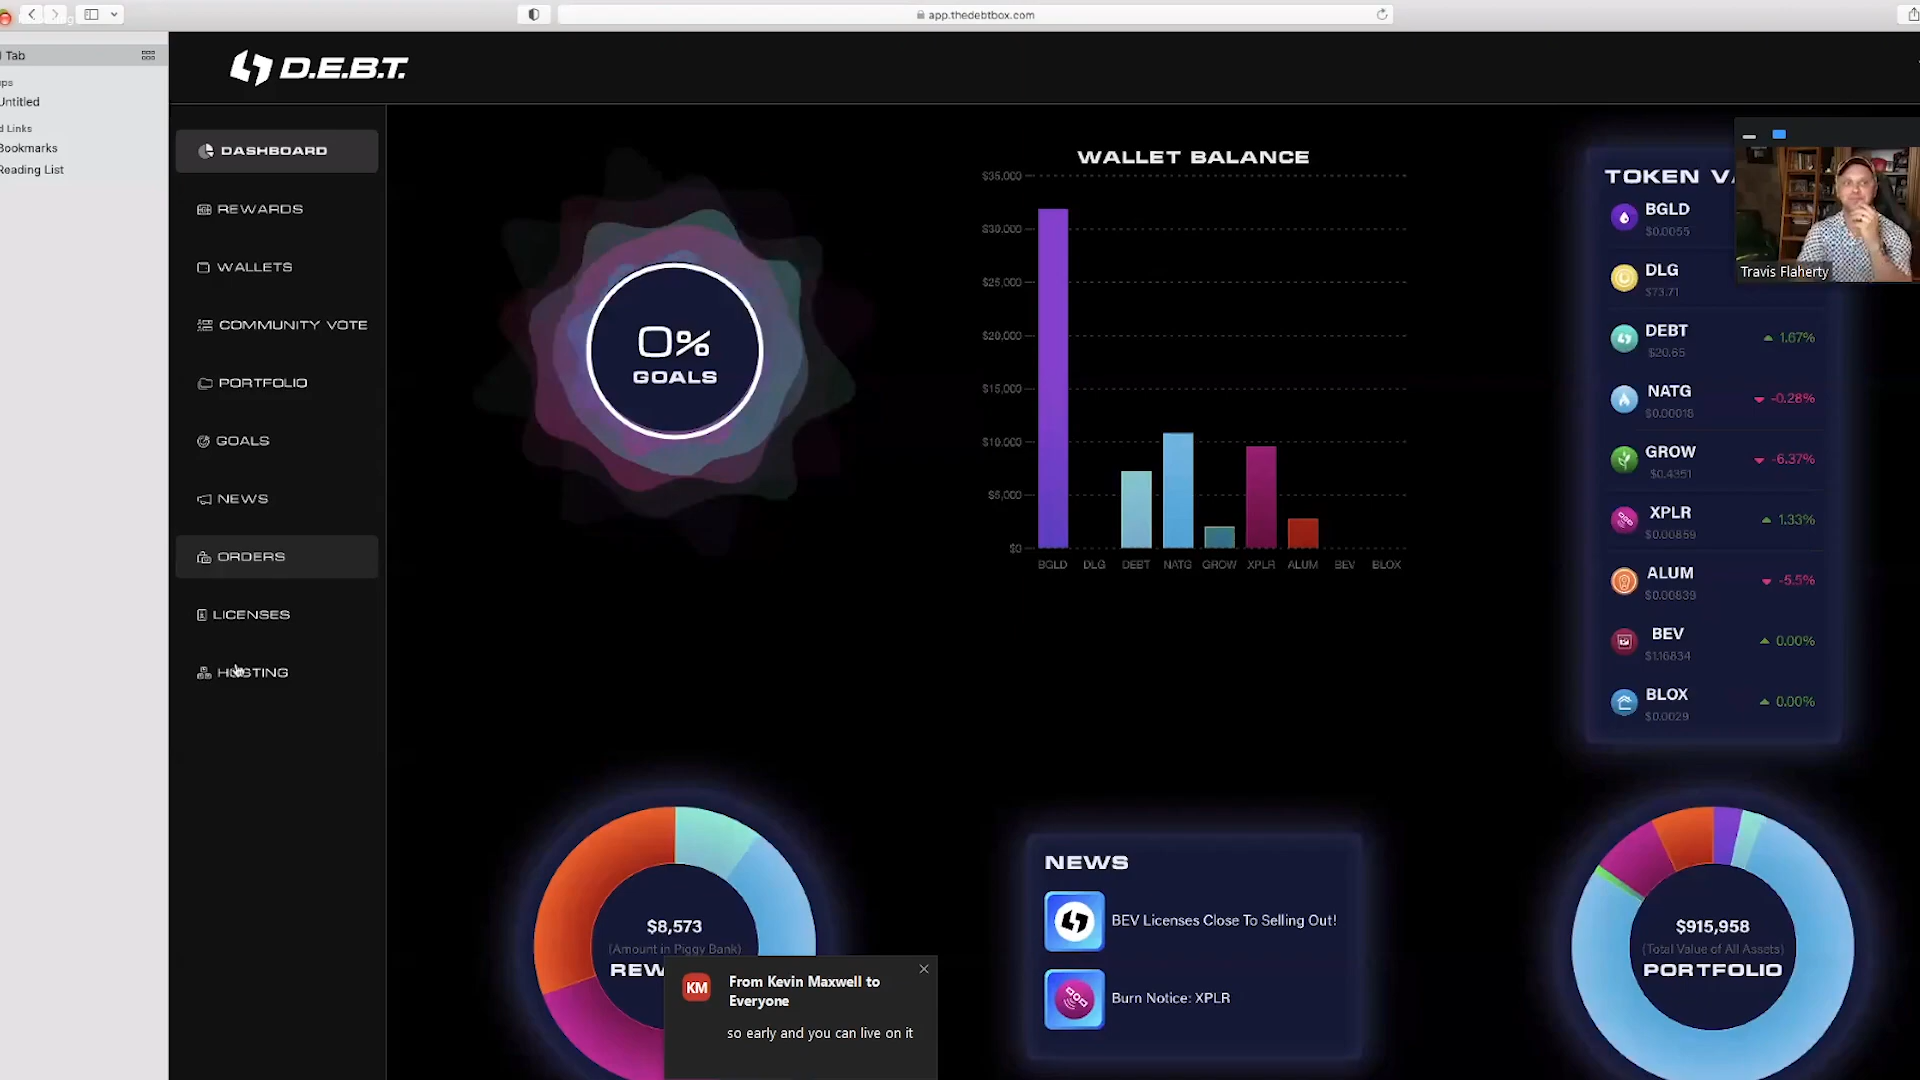 app.thedebtbox.com
Tab
Untitled
Bookmarks
Reading List
D.E.B.T.
DASHBOARD
REWARDS
WALLETS
COMMUNITY VOTE
PORTFOLIO
GOALS
NEWS
ORDERS
LICENSES
HOSTING
0%
GOALS
WALLET BALANCE
$35,000
$30,000
$25,000
$20,000
$15,000
$10,000
$5,000
$0
BGLD DLG DEBT NATG GROW XPLR ALUM BEV BLOX
TOKEN
BGLD
$0.0055
DLG
$73.71
DEBT
$20.65
1.67%
NATG
$0.00018
-0.28%
GROW
$0.4351
-6.37%
XPLR
$0.00859
1.33%
ALUM
$0.00839
-5.5%
BEV
$1.16834
0.00%
BLOX
$0.0029
0.00%
Travis Flaherty
$8,573
(Amount in Piggy Bank)
REW
KM
From Kevin Maxwell to
Everyone
so early and you can live on it
NEWS
BEV Licenses Close To Selling Out!
Burn Notice: XPLR
$915,958
(Total Value of All Assets)
PORTFOLIO